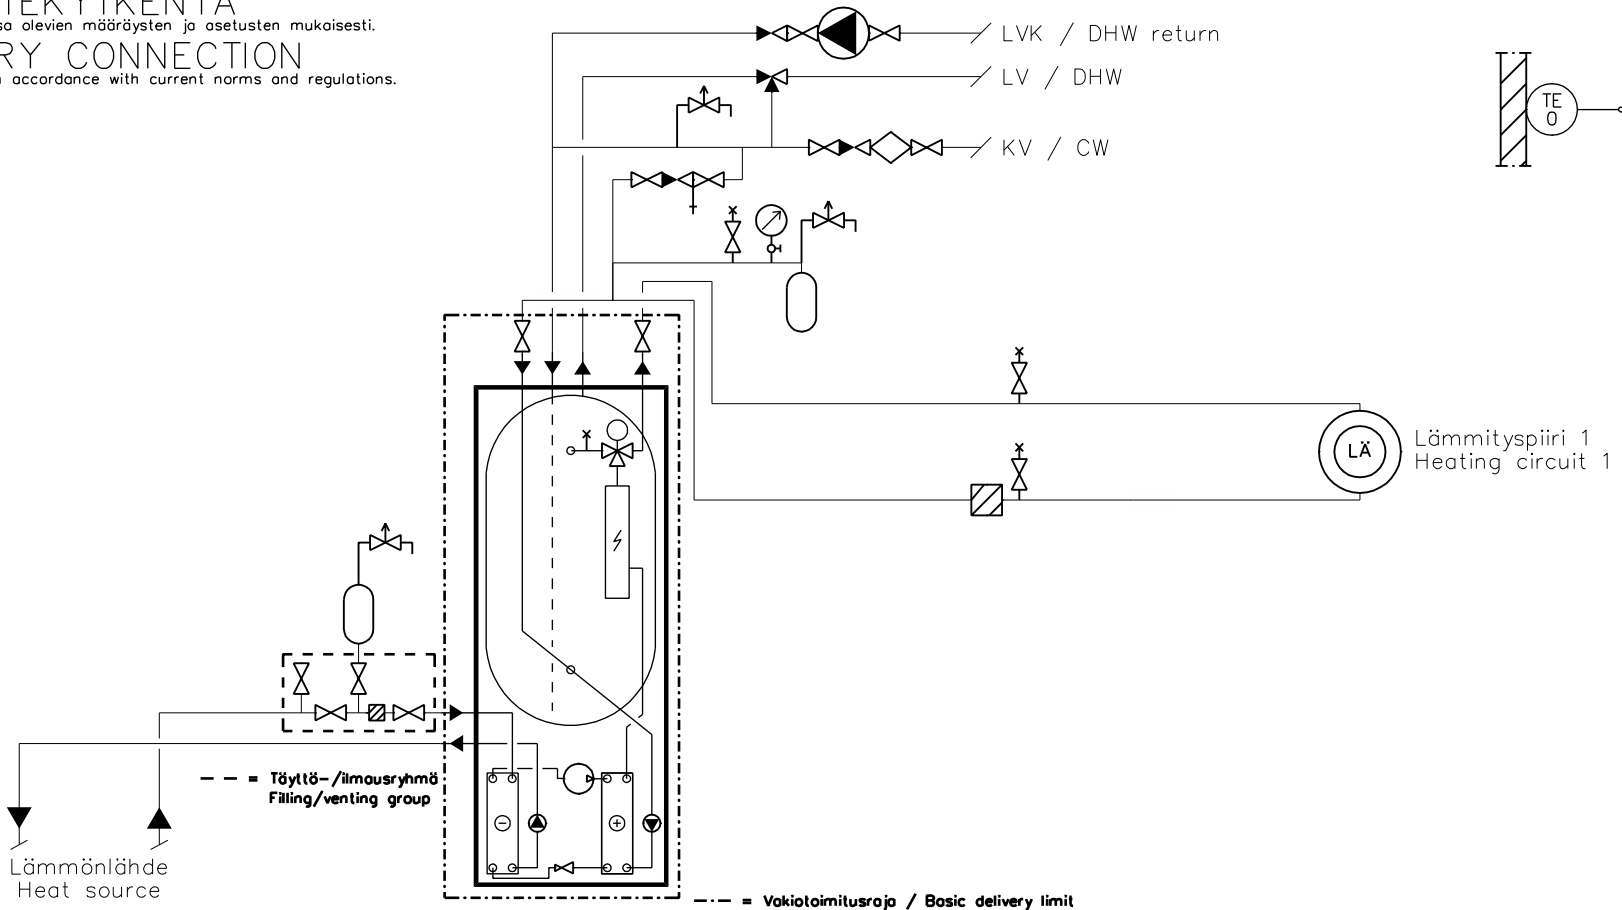 sa olevien määräysten ja asetusten mukaisesti.
RY CONNECTION
accordance with current norms and regulations.
LVK / DHW return
LV / DHW
KV / CW
TE
0
LÄ
Lämmityspiiri 1
Heating circuit 1
— — = Täyttö-/ilmausryhmä
Filling/venting group
Lämmönlähde
Heat source
—·— = Vakiotoimitusraja / Basic delivery limit